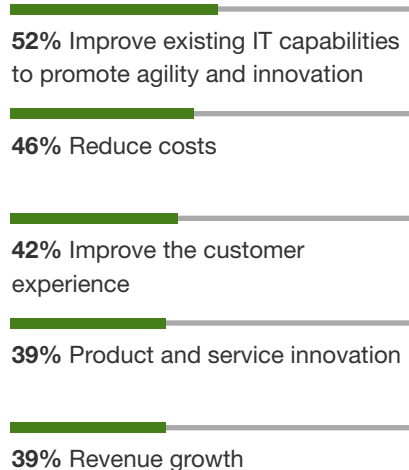 52% Improve existing IT capabilities
to promote agility and innovation
46% Reduce costs
42% Improve the customer
experience
39% Product and service innovation
39% Revenue growth